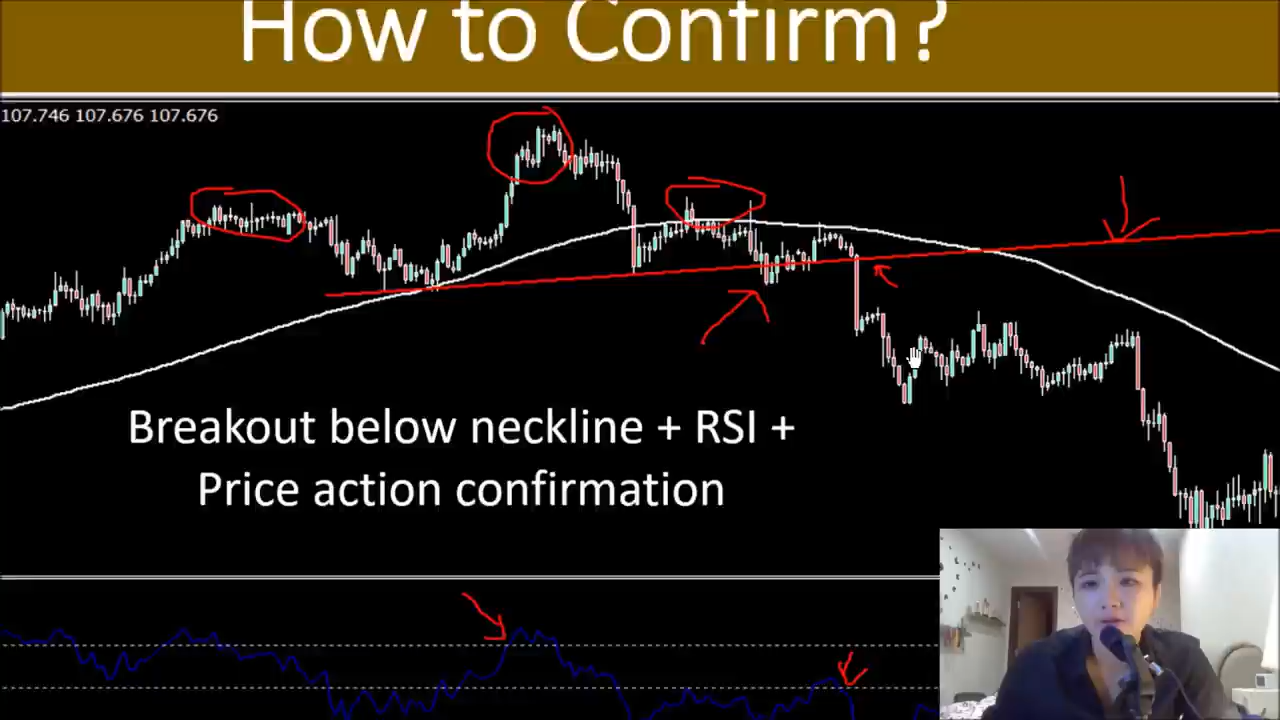 How to Confirm?
107.746 107.676 107.676
Breakout below neckline + RSI +
Price action confirmation